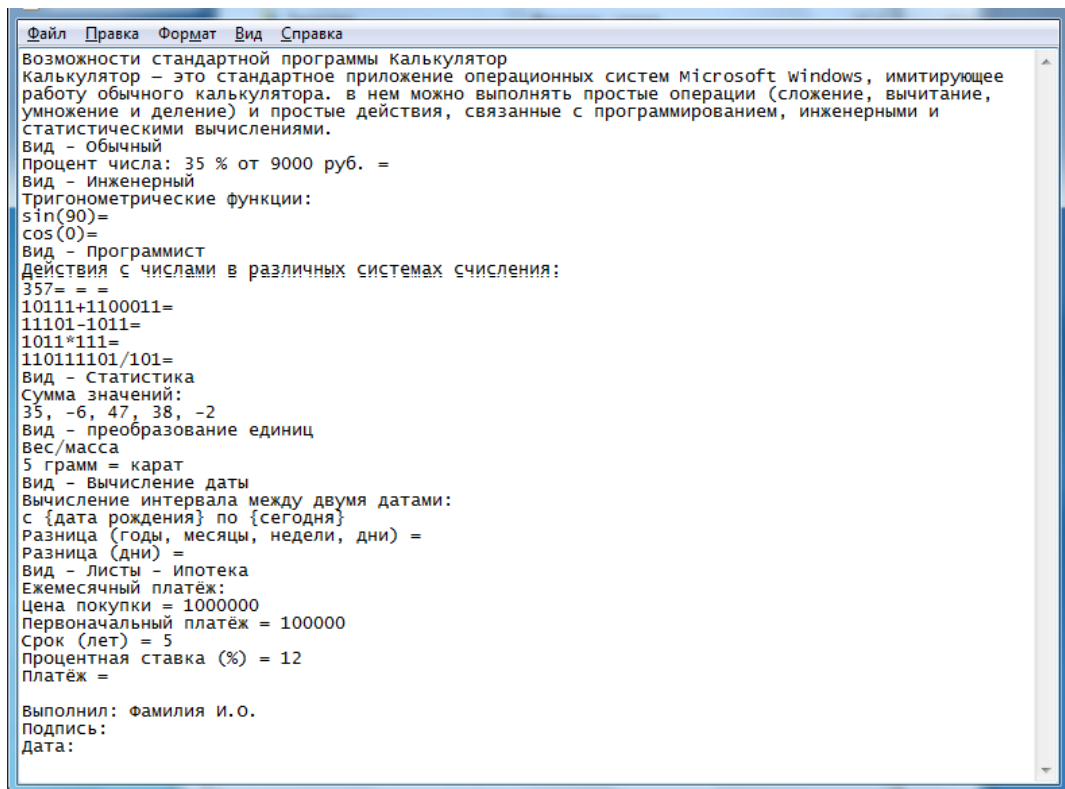 Файл Правка Формат Вид Справка
Возможности стандартной программы Калькулятор
Калькулятор – это стандартное приложение операционных систем Microsoft Windows, имитирующее
работу обычного калькулятора. В нем можно выполнять простые операции (сложение, вычитание,
умножение и деление) и простые действия, связанные с программированием, инженерными и
статистическими вычислениями.
Вид - Обычный
Процент числа: 35 % от 9000 руб. =
Вид - Инженерный
Тригонометрические функции:
sin(90)=
cos(0)=
Вид - Программист
Действия с числами в различных системах счисления:
357= = =
10111+1100011=
11101-1011=
1011*111=
110111101/101=
Вид - Статистика
Сумма значений:
35, -6, 47, 38, -2
Вид - преобразование единиц
Вес/масса
5 грамм = карат
Вид - Вычисление даты
Вычисление интервала между двумя датами:
с {дата рождения} по {сегодня}
Разница (годы, месяцы, недели, дни) =
Разница (дни) =
Вид - Листы - Ипотека
Ежемесячный платёж:
Цена покупки = 1000000
Первоначальный платёж = 100000
Срок (лет) = 5
Процентная ставка (%) = 12
Платёж =
Выполнил: Фамилия И.О.
Подпись:
Дата: